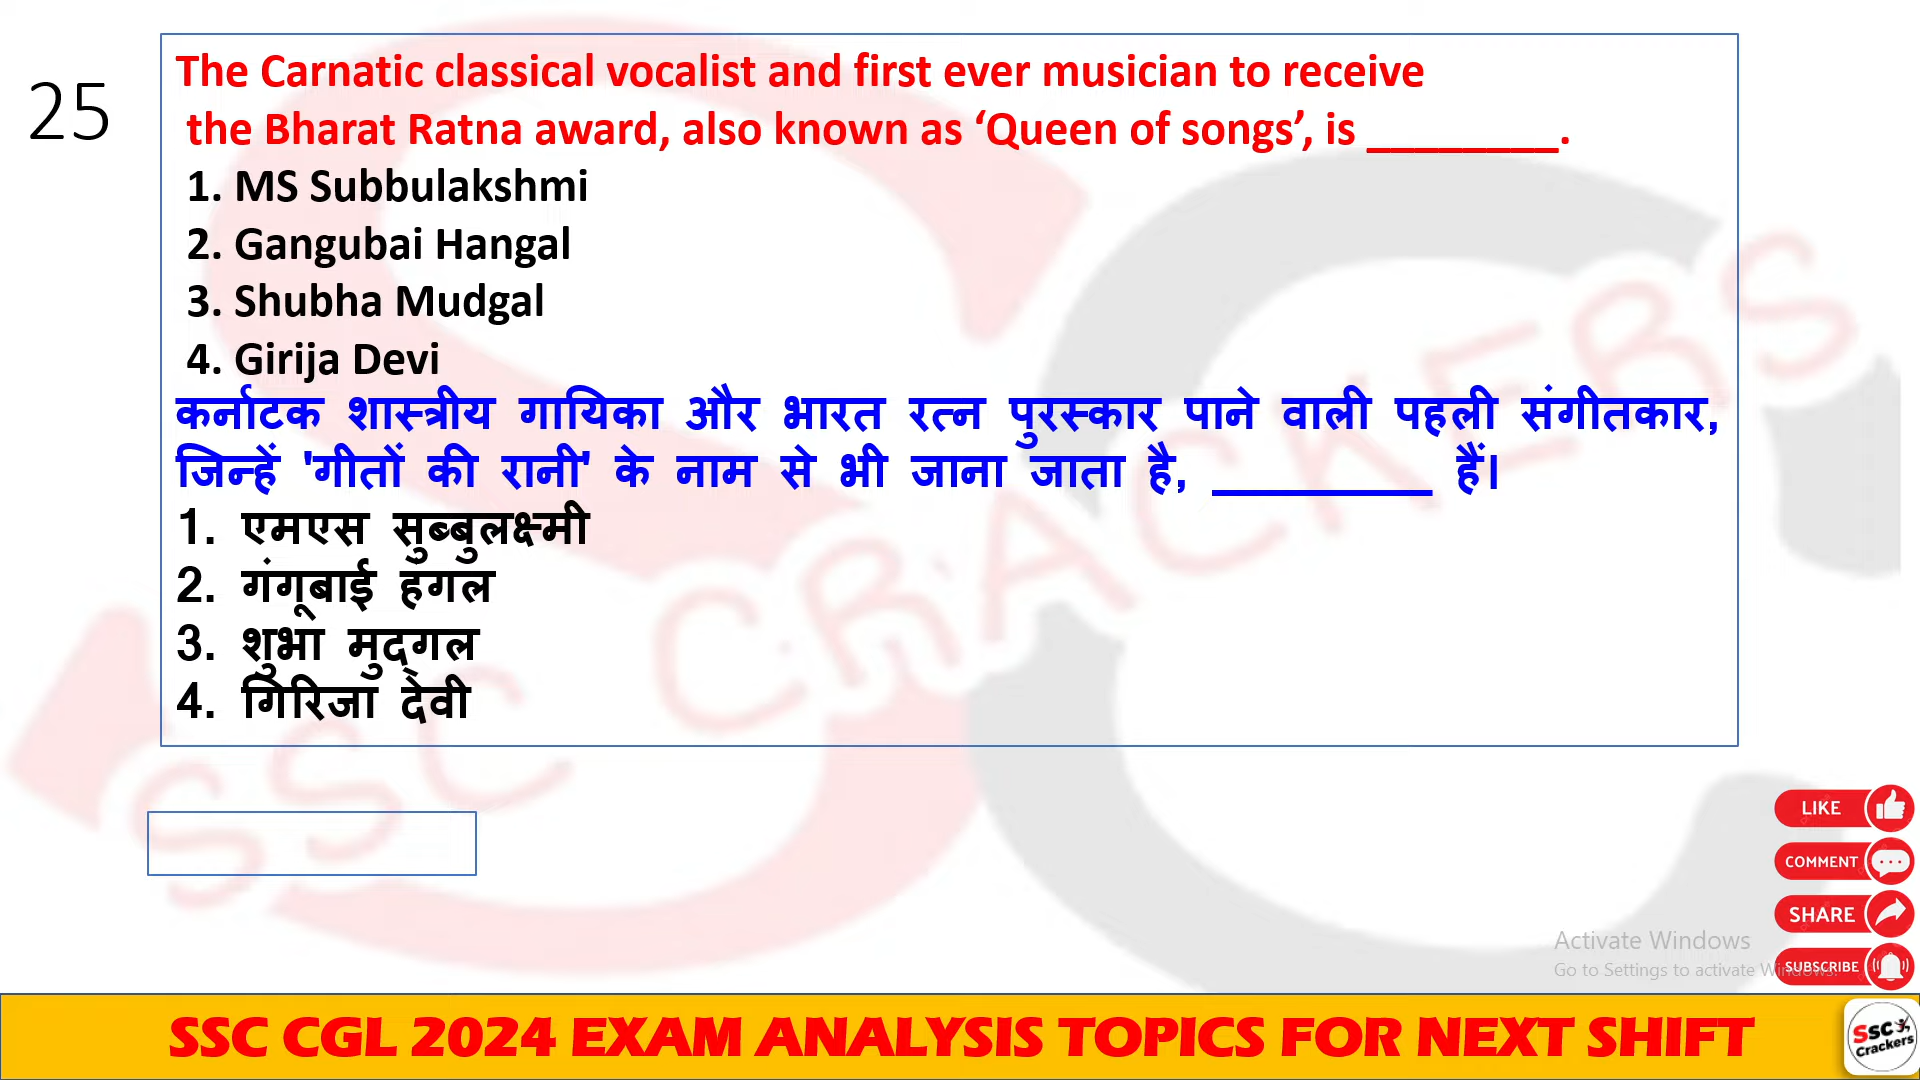 25
The Carnatic classical vocalist and first ever musician to receive
the Bharat Ratna award, also known as ‘Queen of songs’, is ________.
1. MS Subbulakshmi
2. Gangubai Hangal
3. Shubha Mudgal
4. Girija Devi
कर्नाटक शास्त्रीय गायिका और भारत रत्न पुरस्कार पाने वाली पहली संगीतकार,
जिन्हें 'गीतों की रानी' के नाम से भी जाना जाता है, ________ हैं।
1. एमएस सुब्बुलक्ष्मी
2. गंगूबाई हंगल
3. शुभा मुद्गल
4. गिरिजा देवी
SSC CRACKERS
LIKE
COMMENT
SHARE
Activate Windows
Go to Settings to activate Windows.
SUBSCRIBE
SSC CGL 2024 EXAM ANALYSIS TOPICS FOR NEXT SHIFT
SSC
Crackers